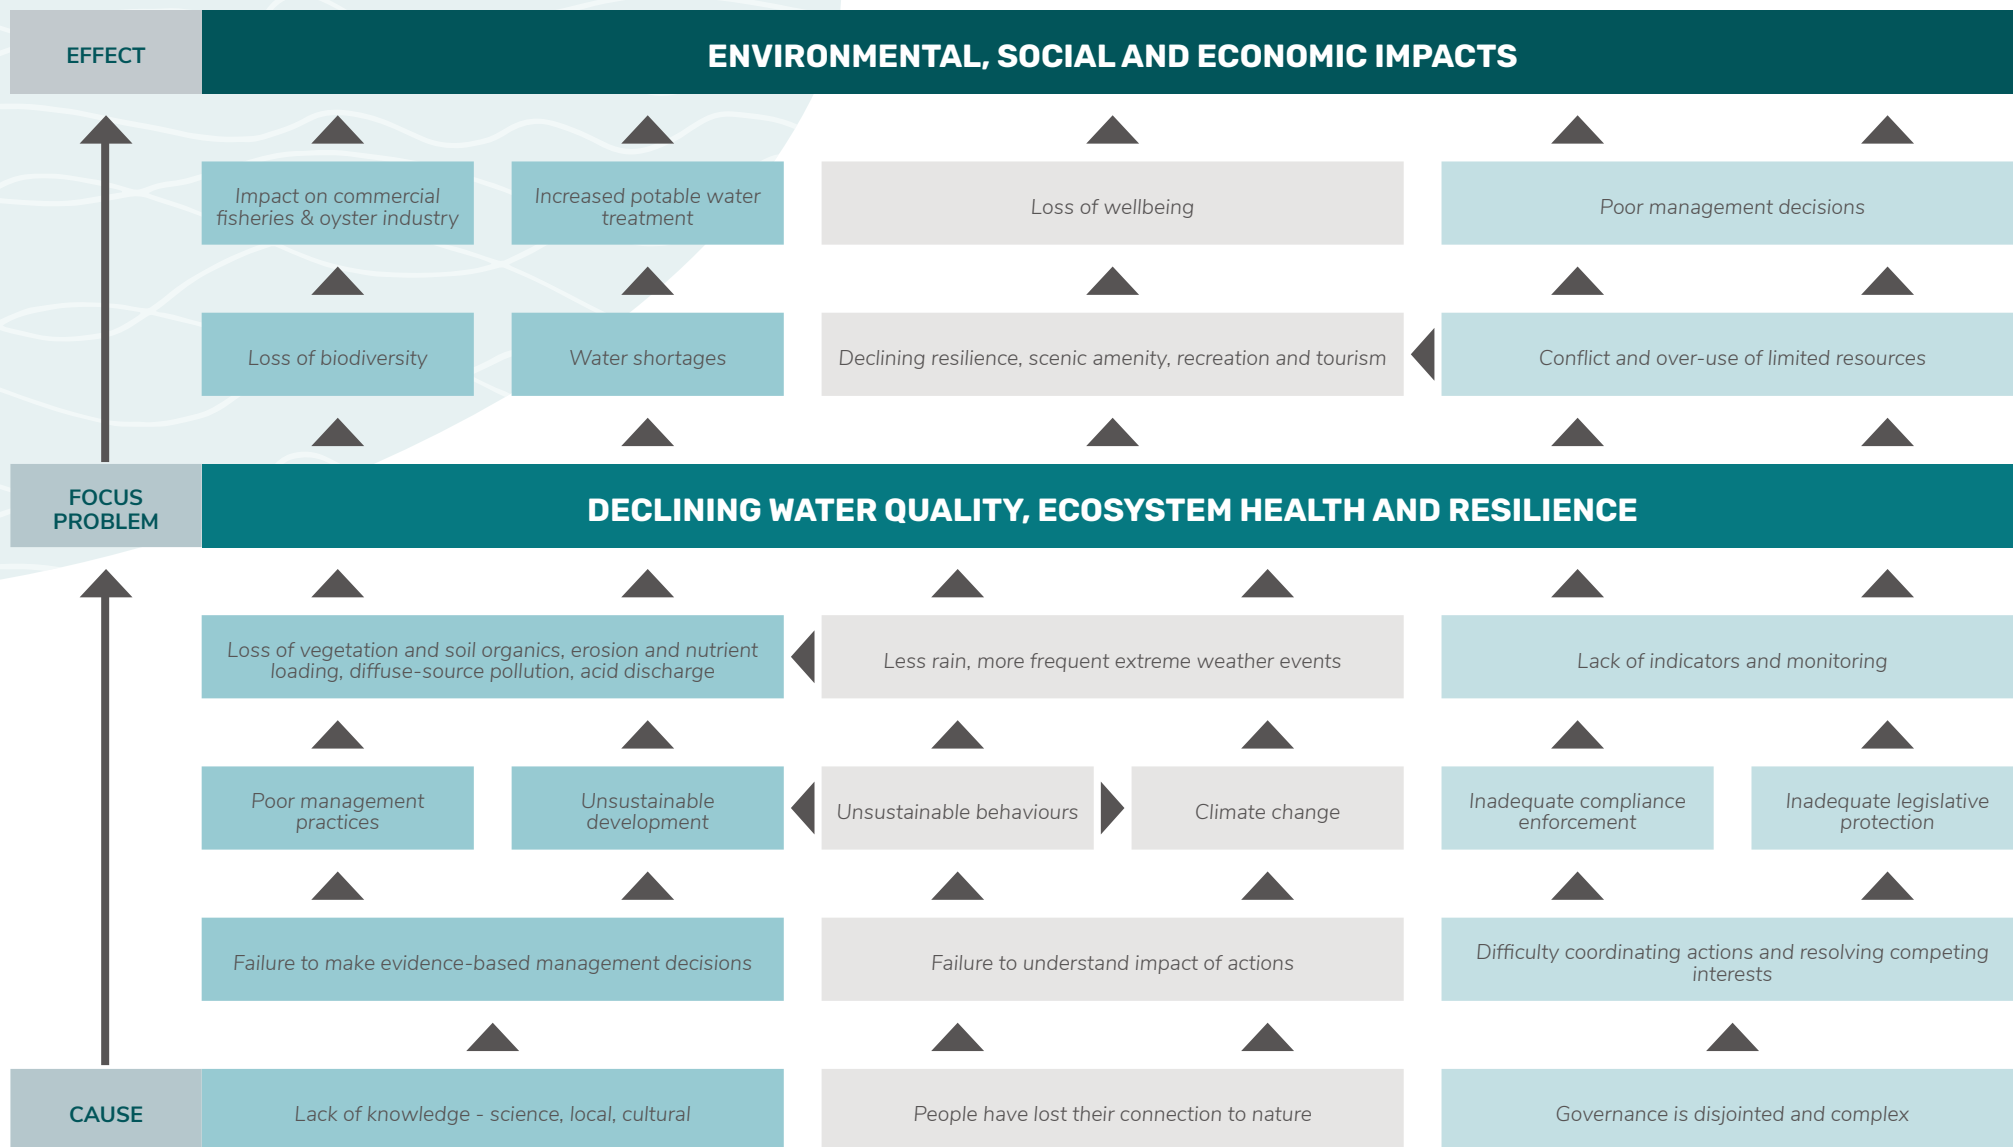 EFFECT
ENVIRONMENTAL, SOCIAL AND ECONOMIC IMPACTS
Impact on commercial
fisheries & oyster industry
Increased potable water
treatment
Loss of wellbeing
Poor management decisions
Loss of biodiversity
Water shortages
Declining resilience, scenic amenity, recreation and tourism
Conflict and over-use of limited resources
FOCUS
PROBLEM
DECLINING WATER QUALITY, ECOSYSTEM HEALTH AND RESILIENCE
Loss of vegetation and soil organics, erosion and nutrient
loading, diffuse-source pollution, acid discharge
Less rain, more frequent extreme weather events
Lack of indicators and monitoring
Poor management
practices
Unsustainable
development
Unsustainable behaviours
Climate change
Inadequate compliance
enforcement
Inadequate legislative
protection
Failure to make evidence-based management decisions
Failure to understand impact of actions
Difficulty coordinating actions and resolving competing
interests
CAUSE
Lack of knowledge - science, local, cultural
People have lost their connection to nature
Governance is disjointed and complex